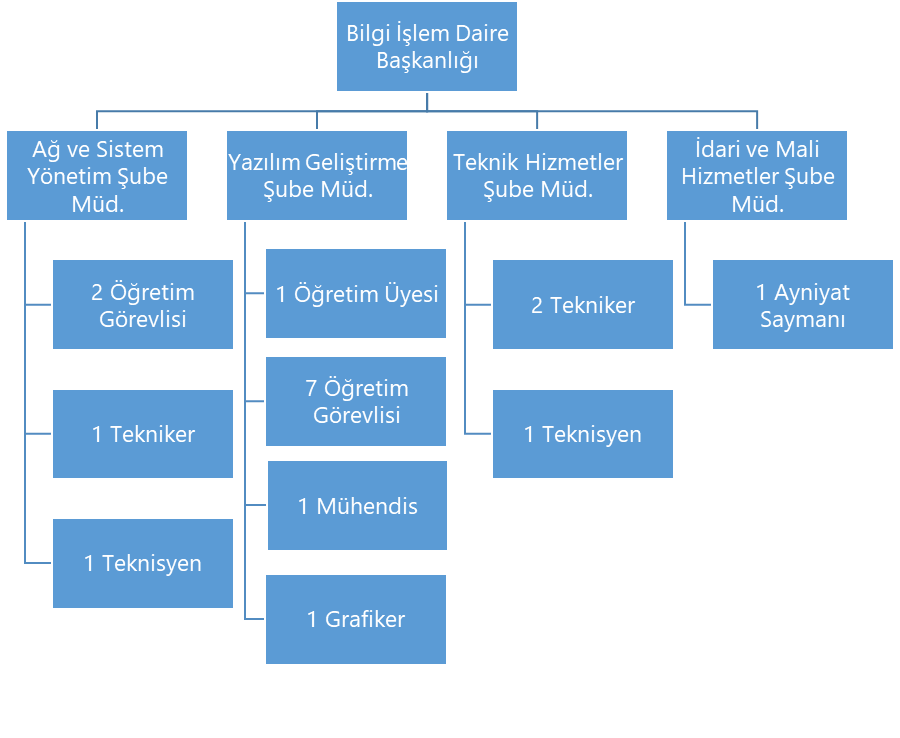 Bilgi İşlem Daire
Başkanlığı
Ağ ve Sistem
Yönetim Şube
Müd.
Yazılım Geliştirme
Şube Müd.
Teknik Hizmetler
Şube Müd.
İdari ve Mali
Hizmetler Şube
Müd.
2 Öğretim
Görevlisi
1 Tekniker
1 Teknisyen
1 Öğretim Üyesi
7 Öğretim
Görevlisi
1 Mühendis
1 Grafiker
2 Tekniker
1 Teknisyen
1 Ayniyat
Saymanı